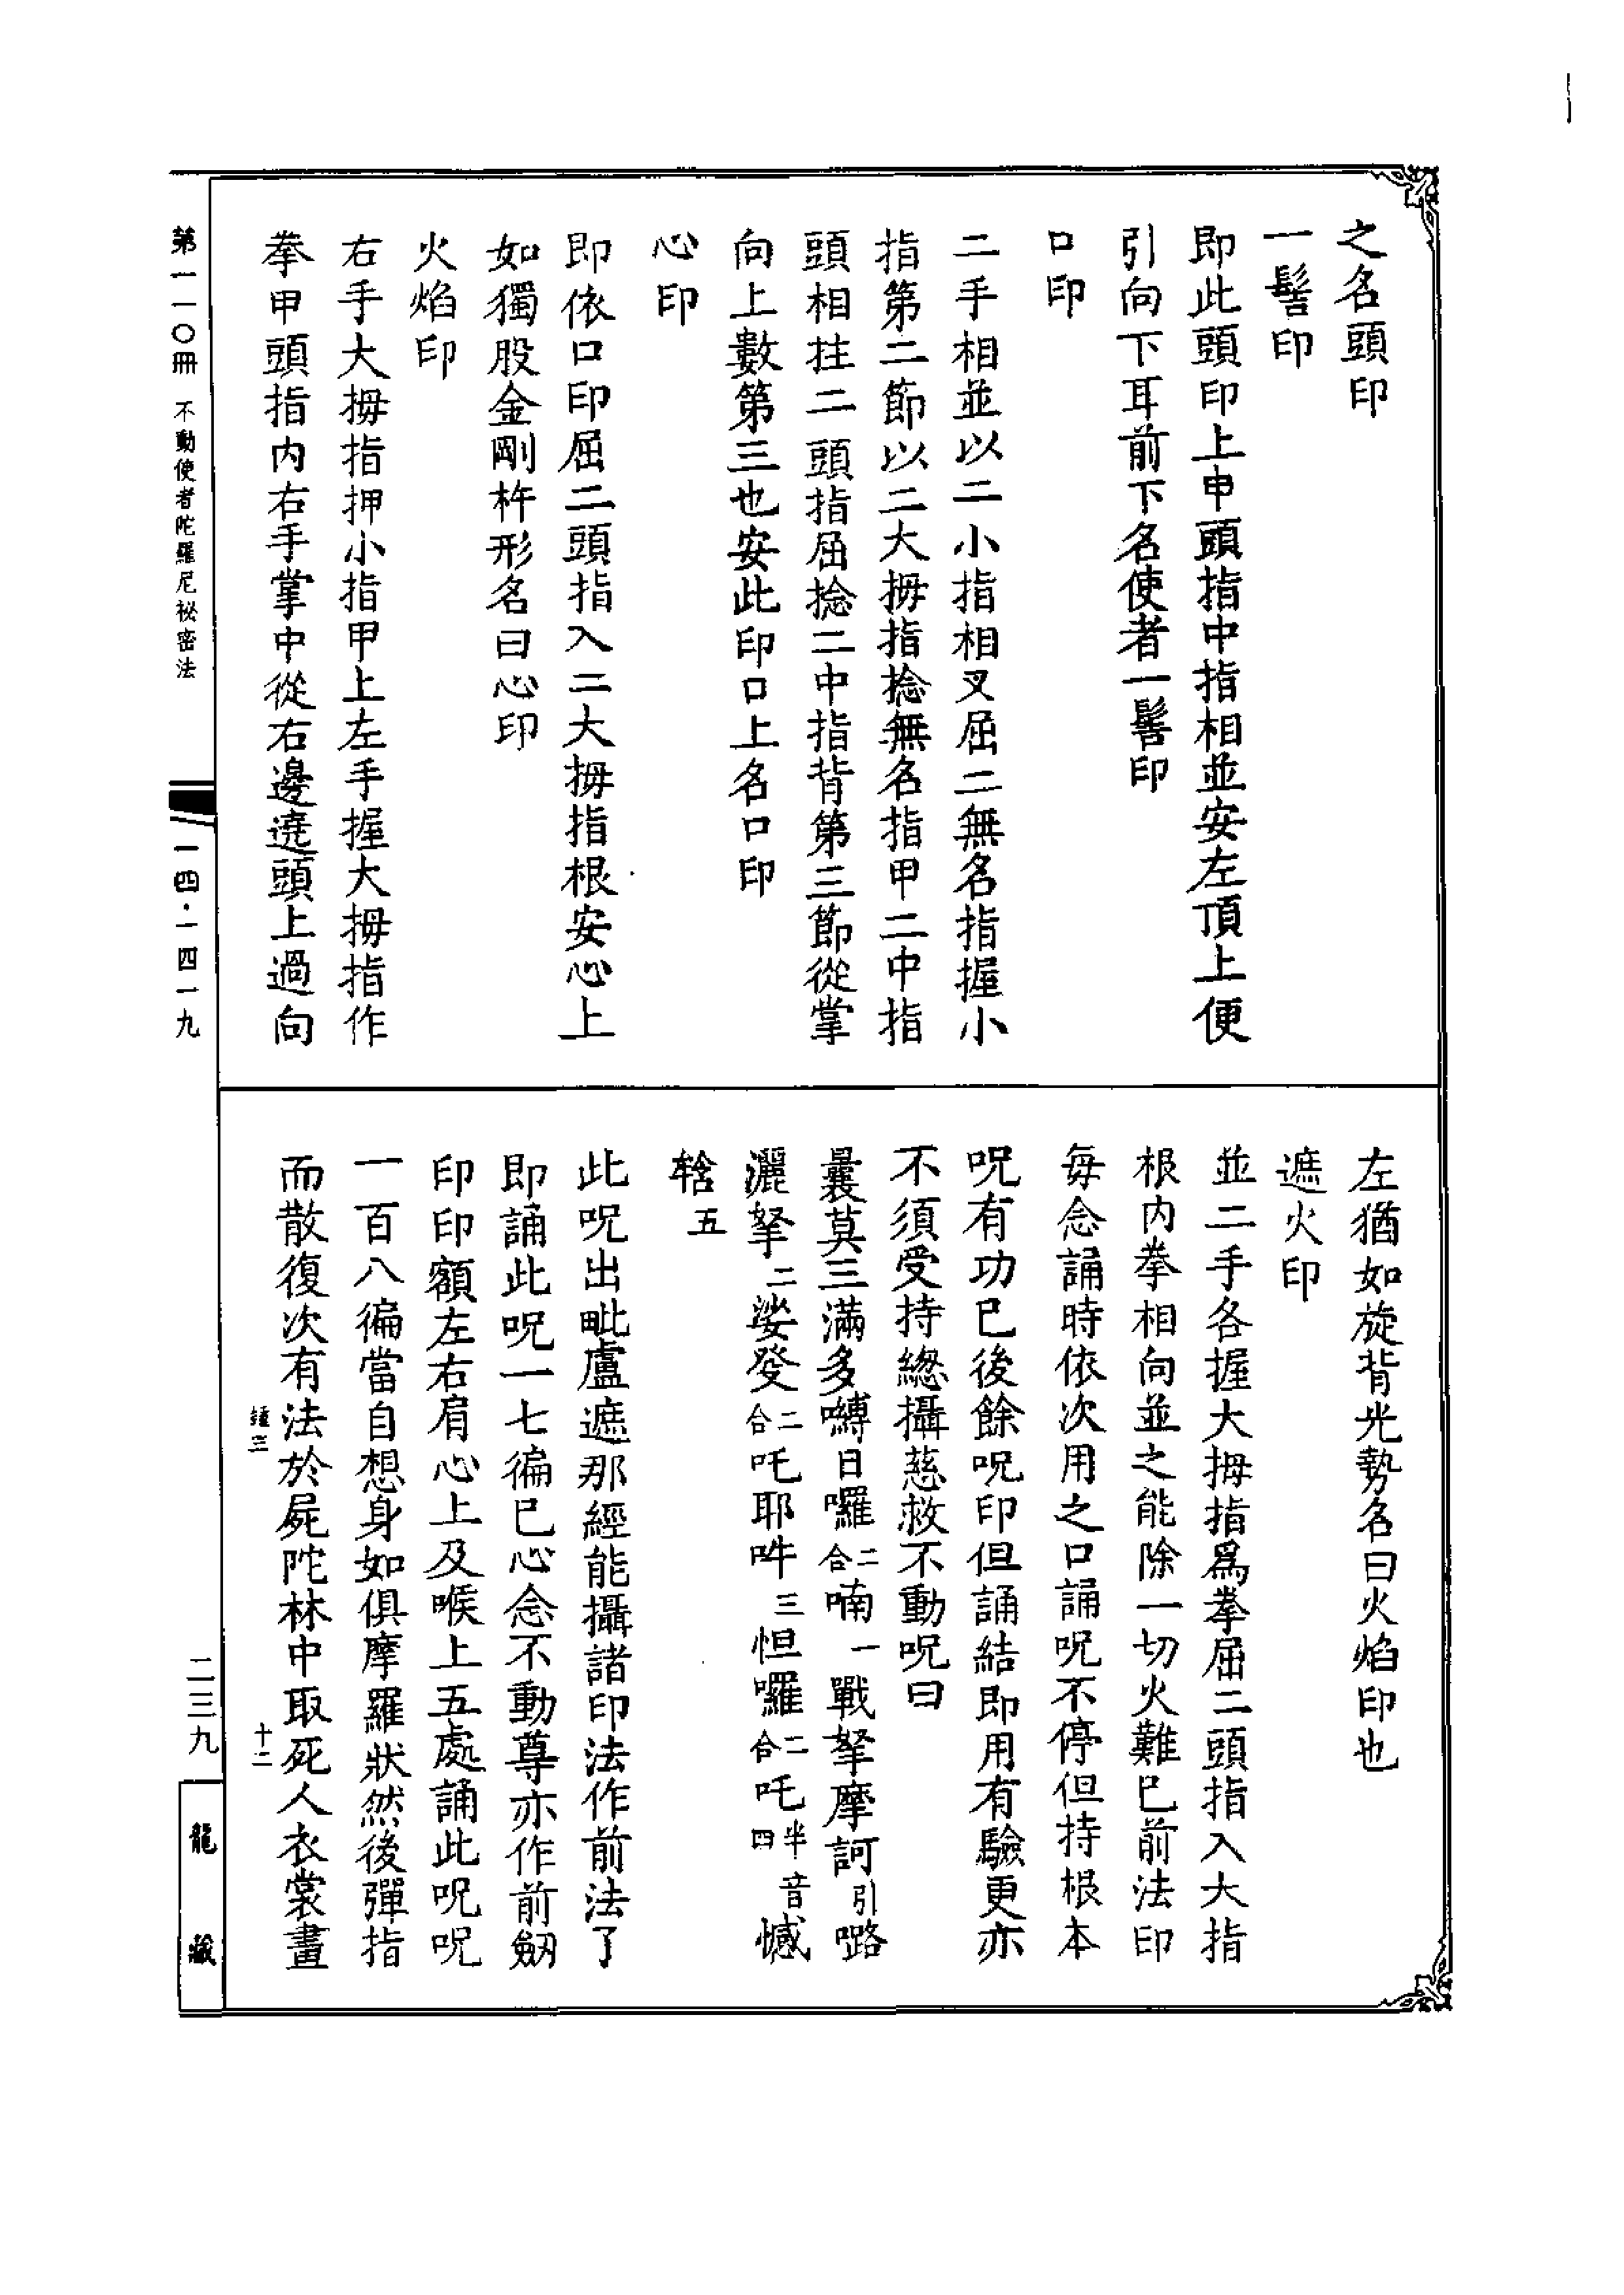 之名頭印
一髻印
即此頭印上申頭指中指相並安左頂上便
引向下耳前下名使者一髻印
口印
二手相並以二小指相叉屈二無名指握小
指第二節以二大拇指捻無名指甲二中指
頭相拄二頭指屈捻二中指背第三節從掌
向上數第三也安此印口上名口印
心印
即依口印屈二頭指入二大拇指根安心上
如獨股金剛杵形名曰心印
火焰印
右手大拇指押小指甲上左手握大拇指作
拳甲頭指內右手掌中從右邊遶頭上過向
左猶如旋背光勢名曰火焰印也
遮火印
並二手各握大拇指為拳屈二頭指入大指
根內拳相向並之能除一切火難已前法印
每念誦時依次用之口誦呪不停但持根本
呪有功已後餘呪印但誦結即用有驗更亦
不須受持總攝慈救不動呪曰
曩莫三滿多嚩日囉二合喃一戰拏摩訶引嚕
灑拏二娑癹二合吒耶吽三怛囉二合吒半音四憾
牿五
此呪出毗盧遮那經能攝諸印法作前法了
即誦此呪一七徧已心念不動尊亦作前劔
印印額左右肩心上及喉上五處誦此呪呪
一百八徧當自想身如俱摩羅狀然後彈指
而散復次有法於屍陀林中取死人衣裳畫
十二
第一一〇冊 不動使者陀羅尼祕密法
一四·一四一九
二三九
龍藏